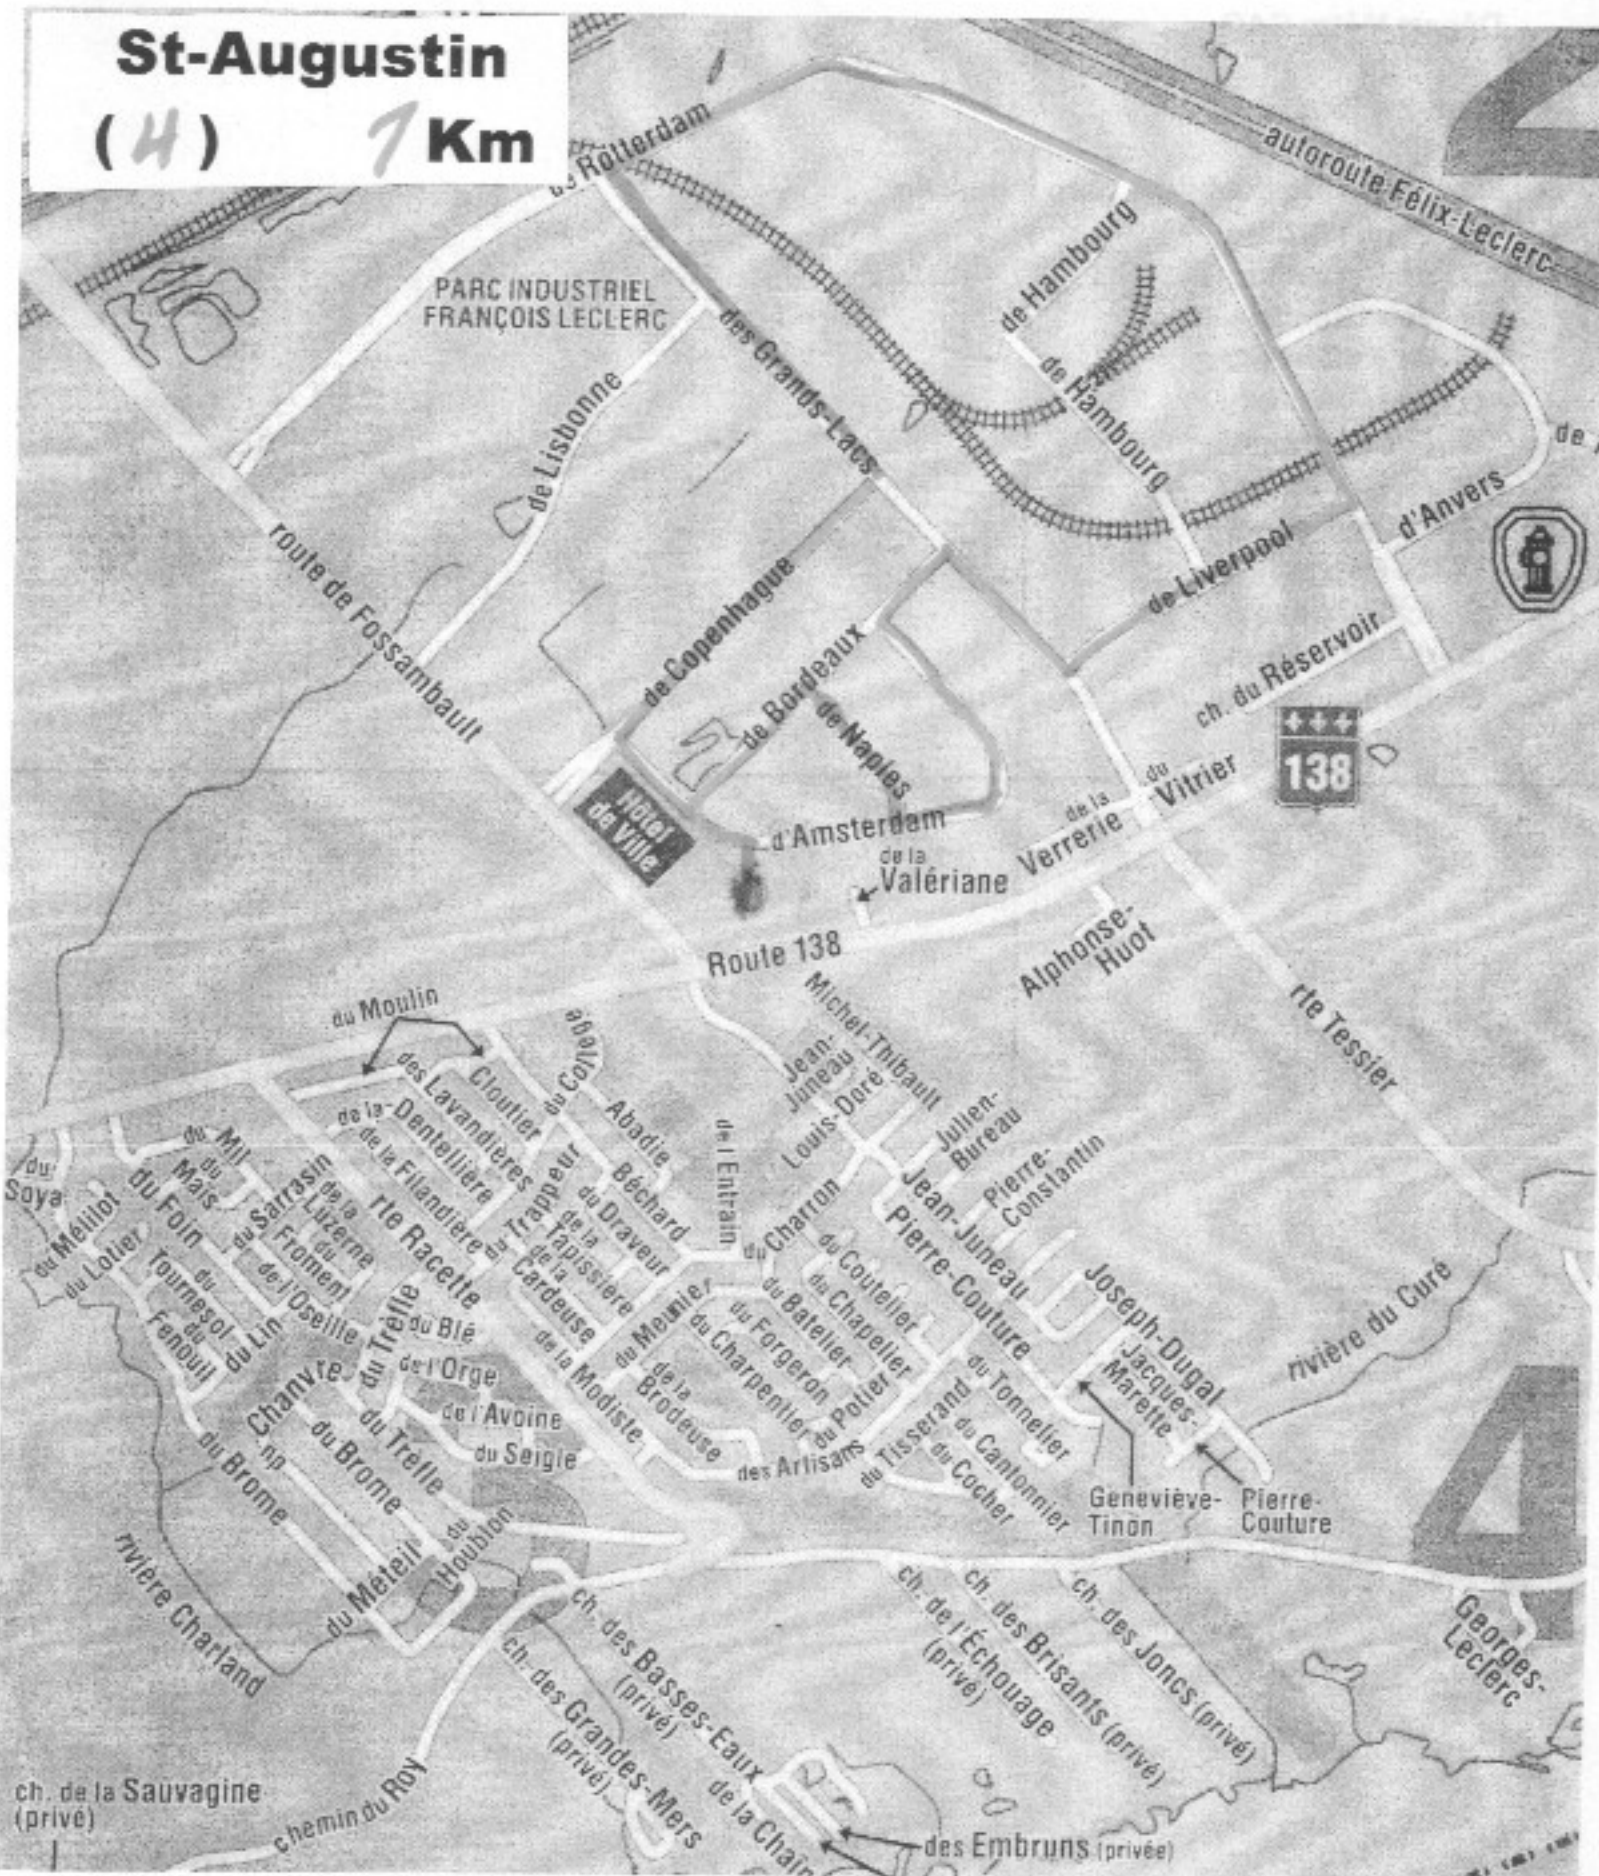 St-Augustin
(4) 1 Km
de Rotterdam
autoroute Félix-Leclerc
PARC INDUSTRIEL
FRANÇOIS LECLERC
des Grands-Lacs
de Hambourg
de Hambourg
de Lisbonne
d'Anvers
de Liverpool
route de Fossambault
de Copenhague
de Bordeaux
de Naples
ch. du Réservoir
138
du
Vitrier
Hôtel
de Ville
d'Amsterdam
de la
Verrerie
de la
Valériane
Route 138
Alphonse-
Huot
rte Tessier
du Moulin
du Collège
Michel-Thibault
Jean-
Juneau
Louis-Doré
Cloutier
des Lavandières
de la Dentellière
de la Filandière
Abadie
Béchard
de l'Entrain
Julien-
Bureau
Pierre-
Constantin
du
Soya
du Mil
du
Maïs
du Foin
du Sarrasin
de la
Luzerne
du
Froment
de l'Oseille
rte Racette
du Trappeur
du Draveur
de la
Tapissière
de la
Cardeuse
du Charron
Jean-Juneau
Pierre-Couture
Joseph-Dugal
rivière du Curé
du Mélilot
du Lotier
Tournesol
du
Fenouil
du
du Lin
du Trèfle
du Blé
de l'Orge
de l'Avoine
du Seigle
de la Modiste
du Meunier
du Charpentier
du Forgeron
du Batelier
du Chapelier
du Coutelier
de la
Brodeuse
du Potier
des Artisans
du Tisserand
du Tonnelier
du Cantonnier
du Cocher
Jacques-
Marette
Geneviève-
Tinon
Pierre-
Couture
Chanvre
du
du Brome
du Brome
du Trèfle
du
Houblon
du Méteil
rivière Charland
4
ch. des Basses-Eaux
(privé)
ch. des Grandes-Mers
(privé)
ch. de l'Échouage
(privé)
ch. des Brisants (privé)
ch. des Joncs (privé)
Georges-
Leclerc
ch. de la Sauvagine
(privé)
chemin du Roy
des Embruns (privée)